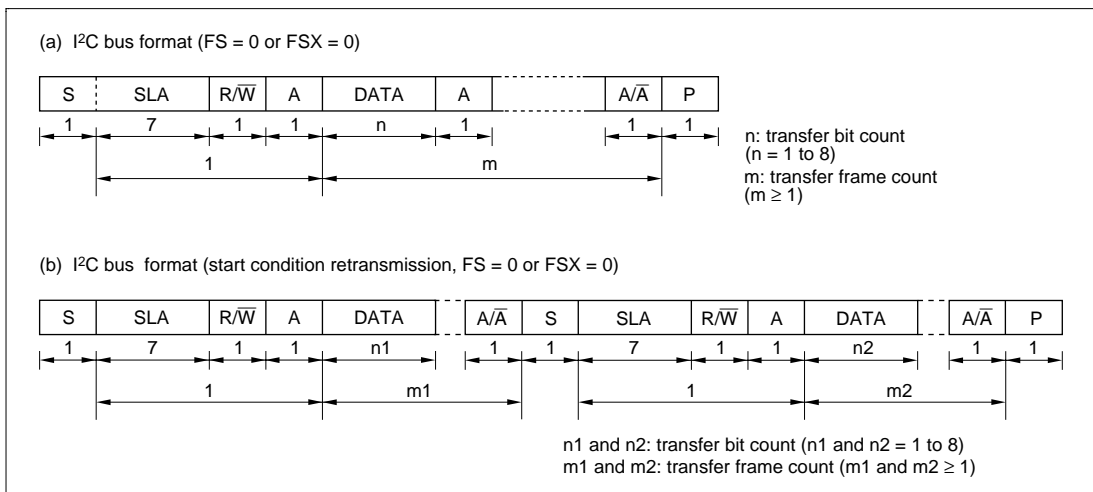 (a) I²C bus format (FS = 0 or FSX = 0)
S SLA R/W̅ A DATA A A/A̅ P
1 7 1 1 n 1 1 1
1 m
n: transfer bit count
(n = 1 to 8)
m: transfer frame count
(m ≥ 1)
(b) I²C bus format (start condition retransmission, FS = 0 or FSX = 0)
S SLA R/W̅ A DATA A/A̅ S SLA R/W̅ A DATA A/A̅ P
1 7 1 1 n1 1 1 7 1 1 n2 1 1
1 m1 1 m2
n1 and n2: transfer bit count (n1 and n2 = 1 to 8)
m1 and m2: transfer frame count (m1 and m2 ≥ 1)